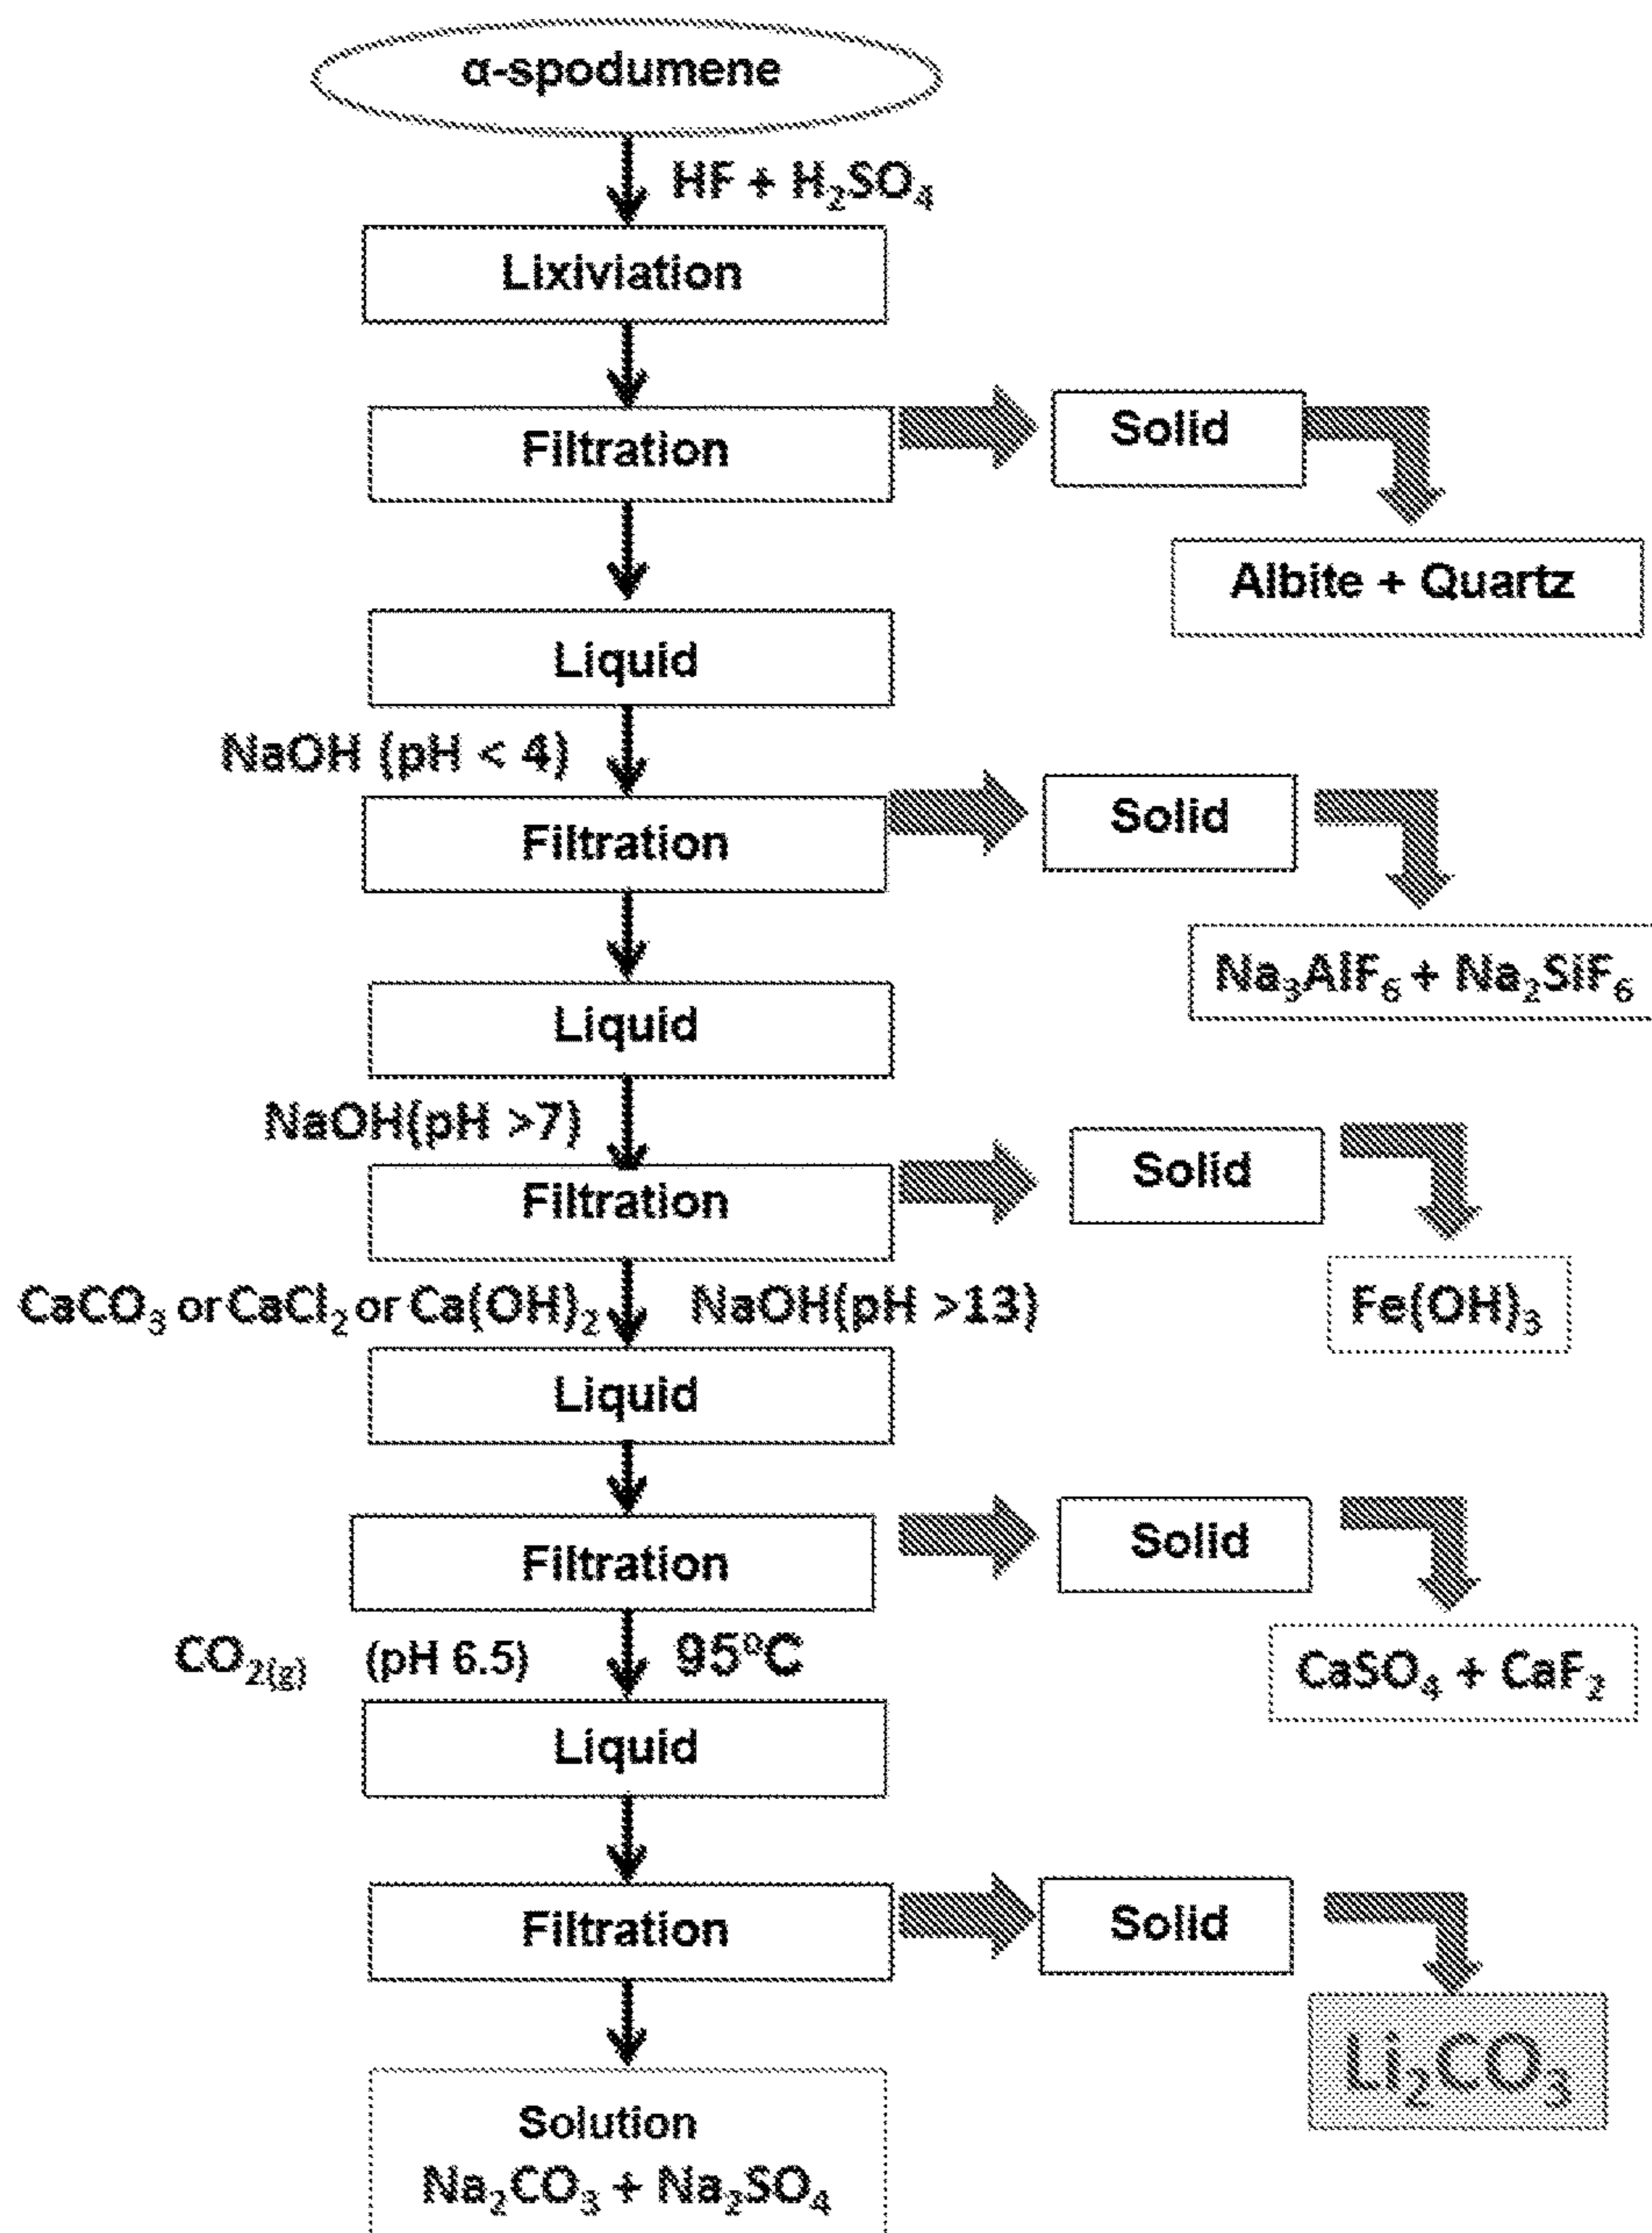 α-spodumene
HF + H₂SO₄
Lixiviation
Filtration
Solid
Albite + Quartz
Liquid
NaOH (pH < 4)
Filtration
Solid
Na₃AlF₆ + Na₂SiF₆
Liquid
NaOH(pH >7)
Filtration
Solid
Fe(OH)₃
CaCO₃ or CaCl₂ or Ca(OH)₂
NaOH(pH >13)
Liquid
Filtration
Solid
CaSO₄ + CaF₂
CO₂₍g₎ (pH 6.5) 95ºC
Liquid
Filtration
Solid
Li₂CO₃
Solution
Na₂CO₃ + Na₂SO₄